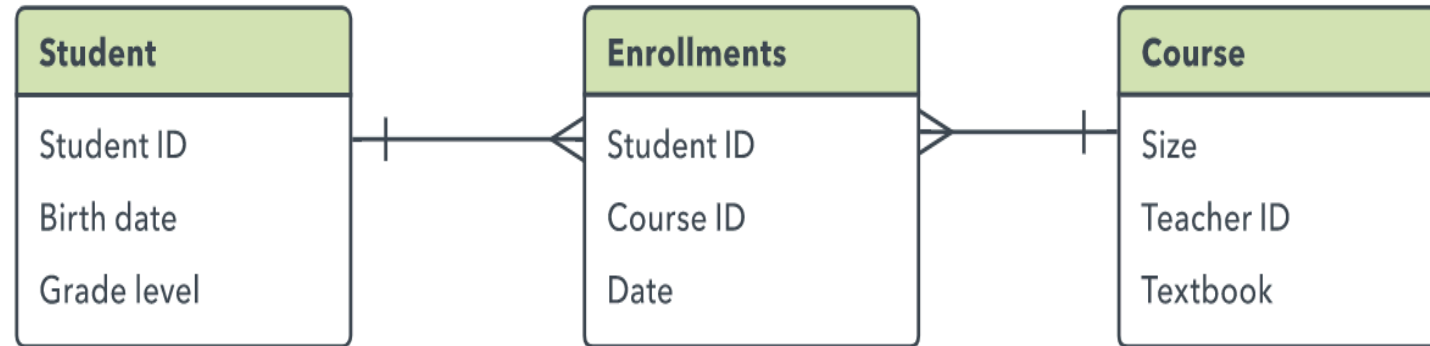 Student
Student ID
Birth date
Grade level
Enrollments
Student ID
Course ID
Date
Course
Size
Teacher ID
Textbook